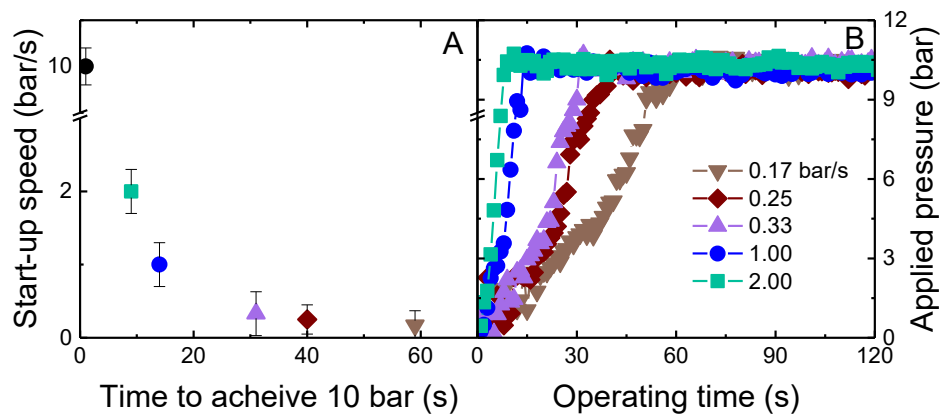 A
B
Start-up speed (bar/s)
10
2
0
0 20 40 60
Time to acheive 10 bar (s)
0.17 bar/s
0.25
0.33
1.00
2.00
0 30 60 90 120
Operating time (s)
12
9
6
3
0
Applied pressure (bar)